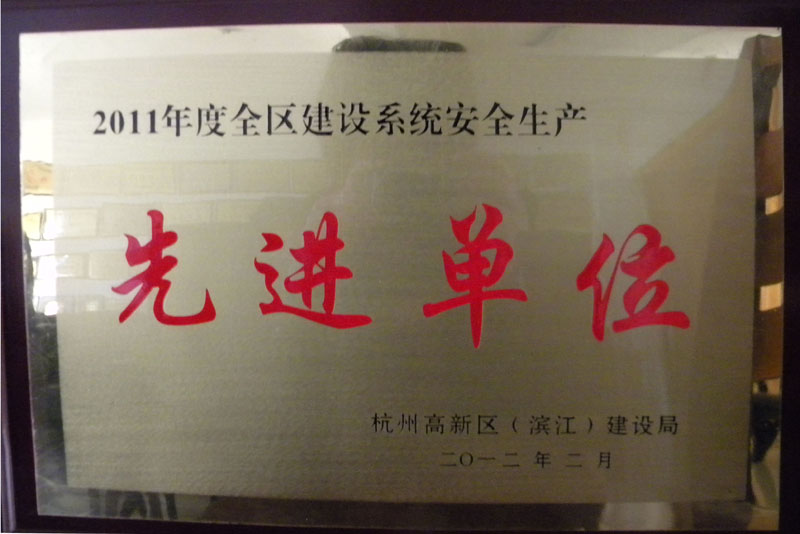 2011年度全区建设系统安全生产
先进单位
杭州高新区（滨江）建设局
二〇一二年二月